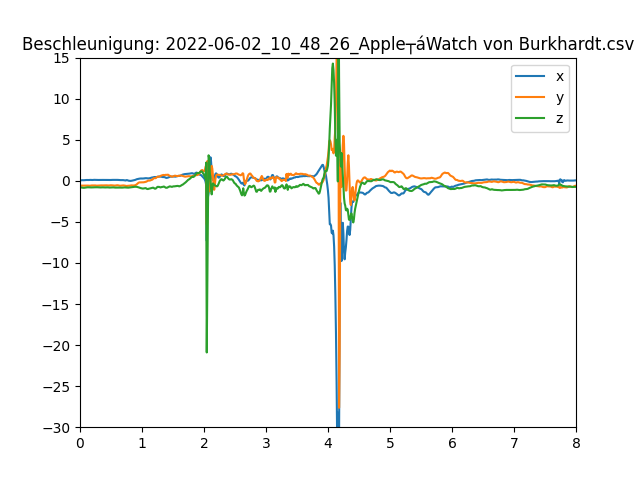 Beschleunigung: 2022-06-02_10_48_26_Apple┬áWatch von Burkhardt.csv
15
10
5
0
−5
−10
−15
−20
−25
−30
0 1 2 3 4 5 6 7 8
x
y
z